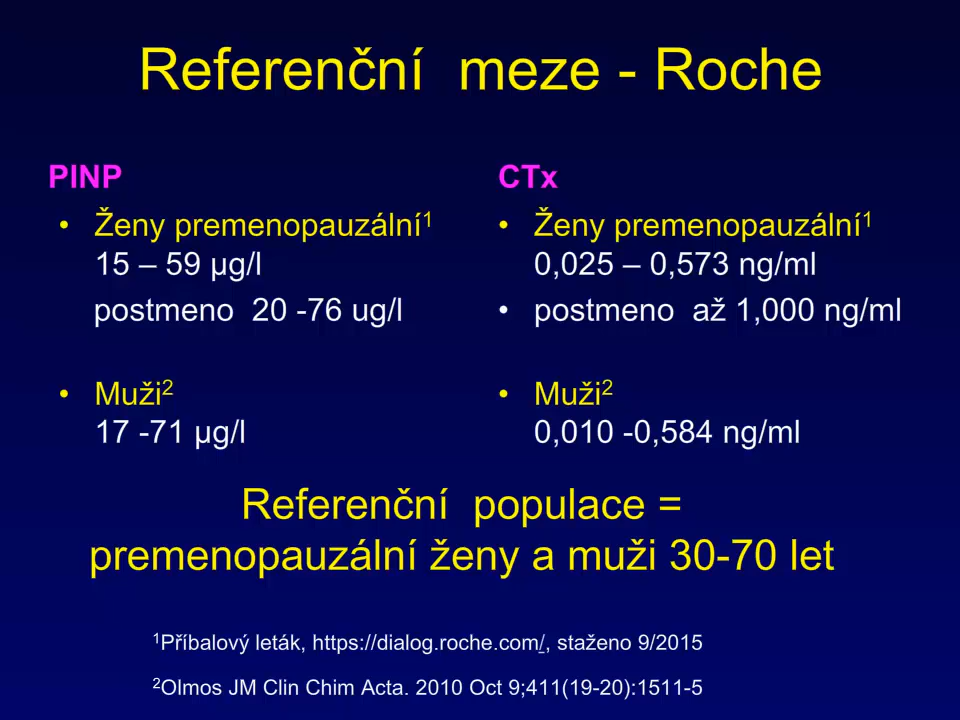 Referenční meze - Roche
PINP
• Ženy premenopauzální1
15 – 59 µg/l
postmeno 20 -76 ug/l
• Muži2
17 -71 µg/l
CTx
• Ženy premenopauzální1
0,025 – 0,573 ng/ml
• postmeno až 1,000 ng/ml
• Muži2
0,010 -0,584 ng/ml
Referenční populace =
premenopauzální ženy a muži 30-70 let
1Příbalový leták, https://dialog.roche.com/, staženo 9/2015
2Olmos JM Clin Chim Acta. 2010 Oct 9;411(19-20):1511-5